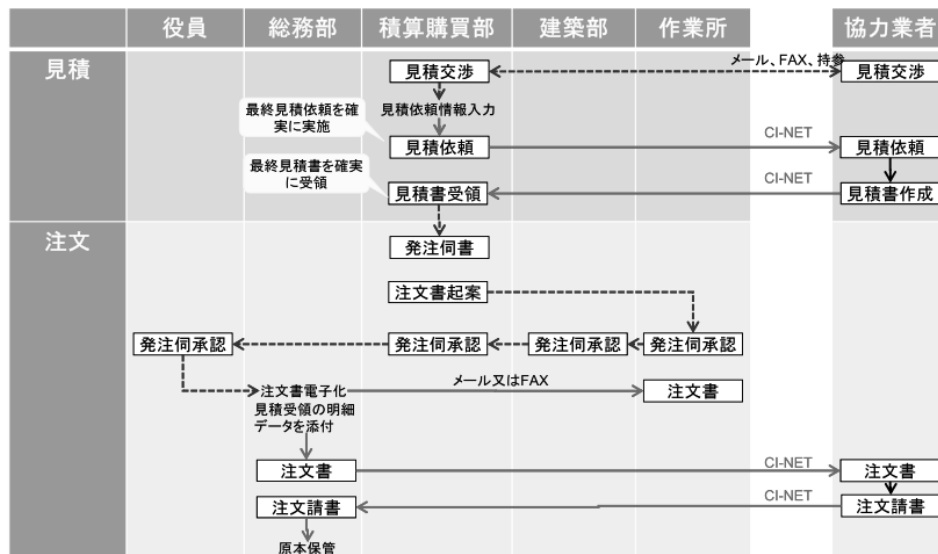 役員 総務部 積算購買部 建築部 作業所 協力業者
見積
見積交渉
メール、FAX、持参
見積交渉
最終見積依頼を確
実に実施
見積依頼情報入力
見積依頼
CI-NET
見積依頼
最終見積書を確実
に受領
見積書受領
CI-NET
見積書作成
注文
発注伺書
注文書起案
発注伺承認
発注伺承認
発注伺承認
発注伺承認
注文書電子化
メール又はFAX
注文書
見積受領の明細
データを添付
注文書
CI-NET
注文書
注文請書
CI-NET
注文請書
原本保管